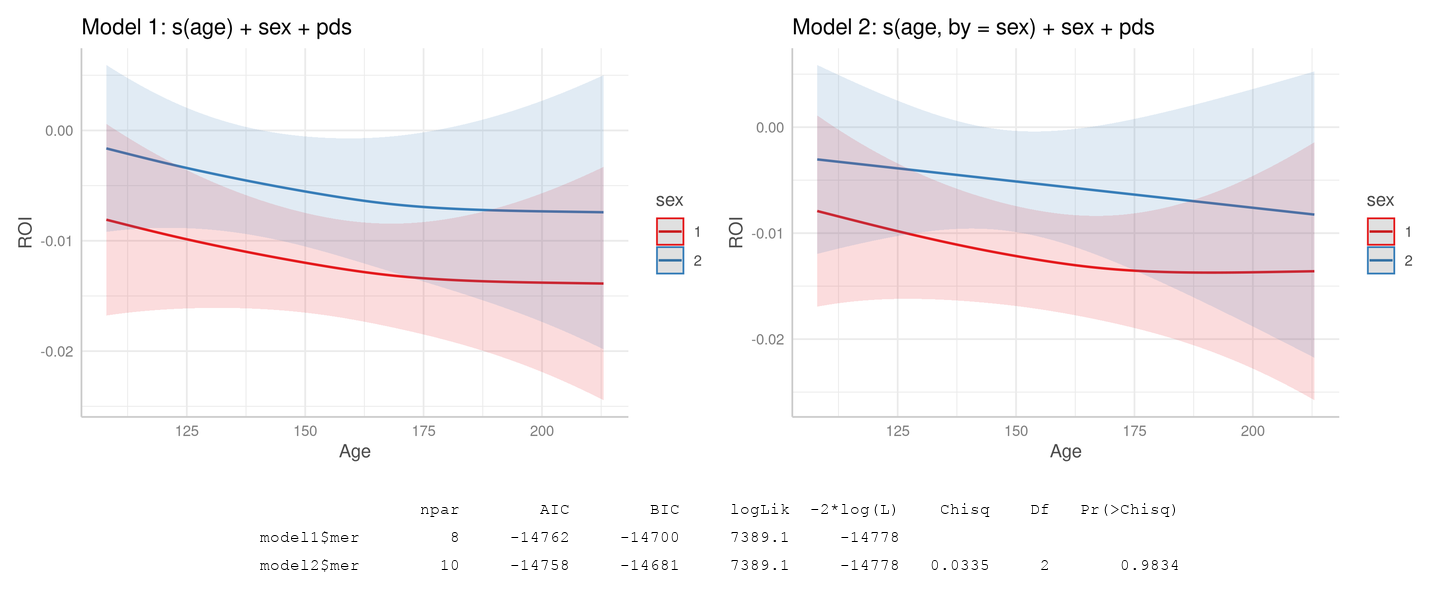 Model 1: s(age) + sex + pds
0.00
-0.01
-0.02
ROI
125 150 175 200
Age
sex
1
2
Model 2: s(age, by = sex) + sex + pds
0.00
-0.01
-0.02
ROI
125 150 175 200
Age
sex
1
2
npar AIC BIC logLik -2*log(L) Chisq Df Pr(>Chisq)
model1$mer 8 -14762 -14700 7389.1 -14778
model2$mer 10 -14758 -14681 7389.1 -14778 0.0335 2 0.9834